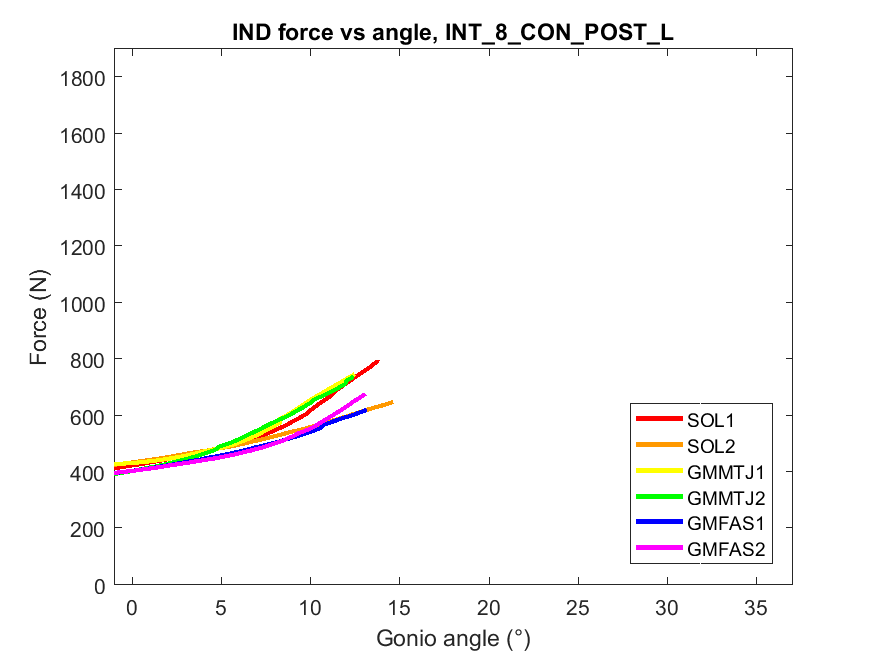 IND force vs angle, INT_8_CON_POST_L
1800
1600
1400
1200
1000
800
600
400
200
0
Force (N)
0 5 10 15 20 25 30 35
Gonio angle (°)
SOL1
SOL2
GMMTJ1
GMMTJ2
GMFAS1
GMFAS2